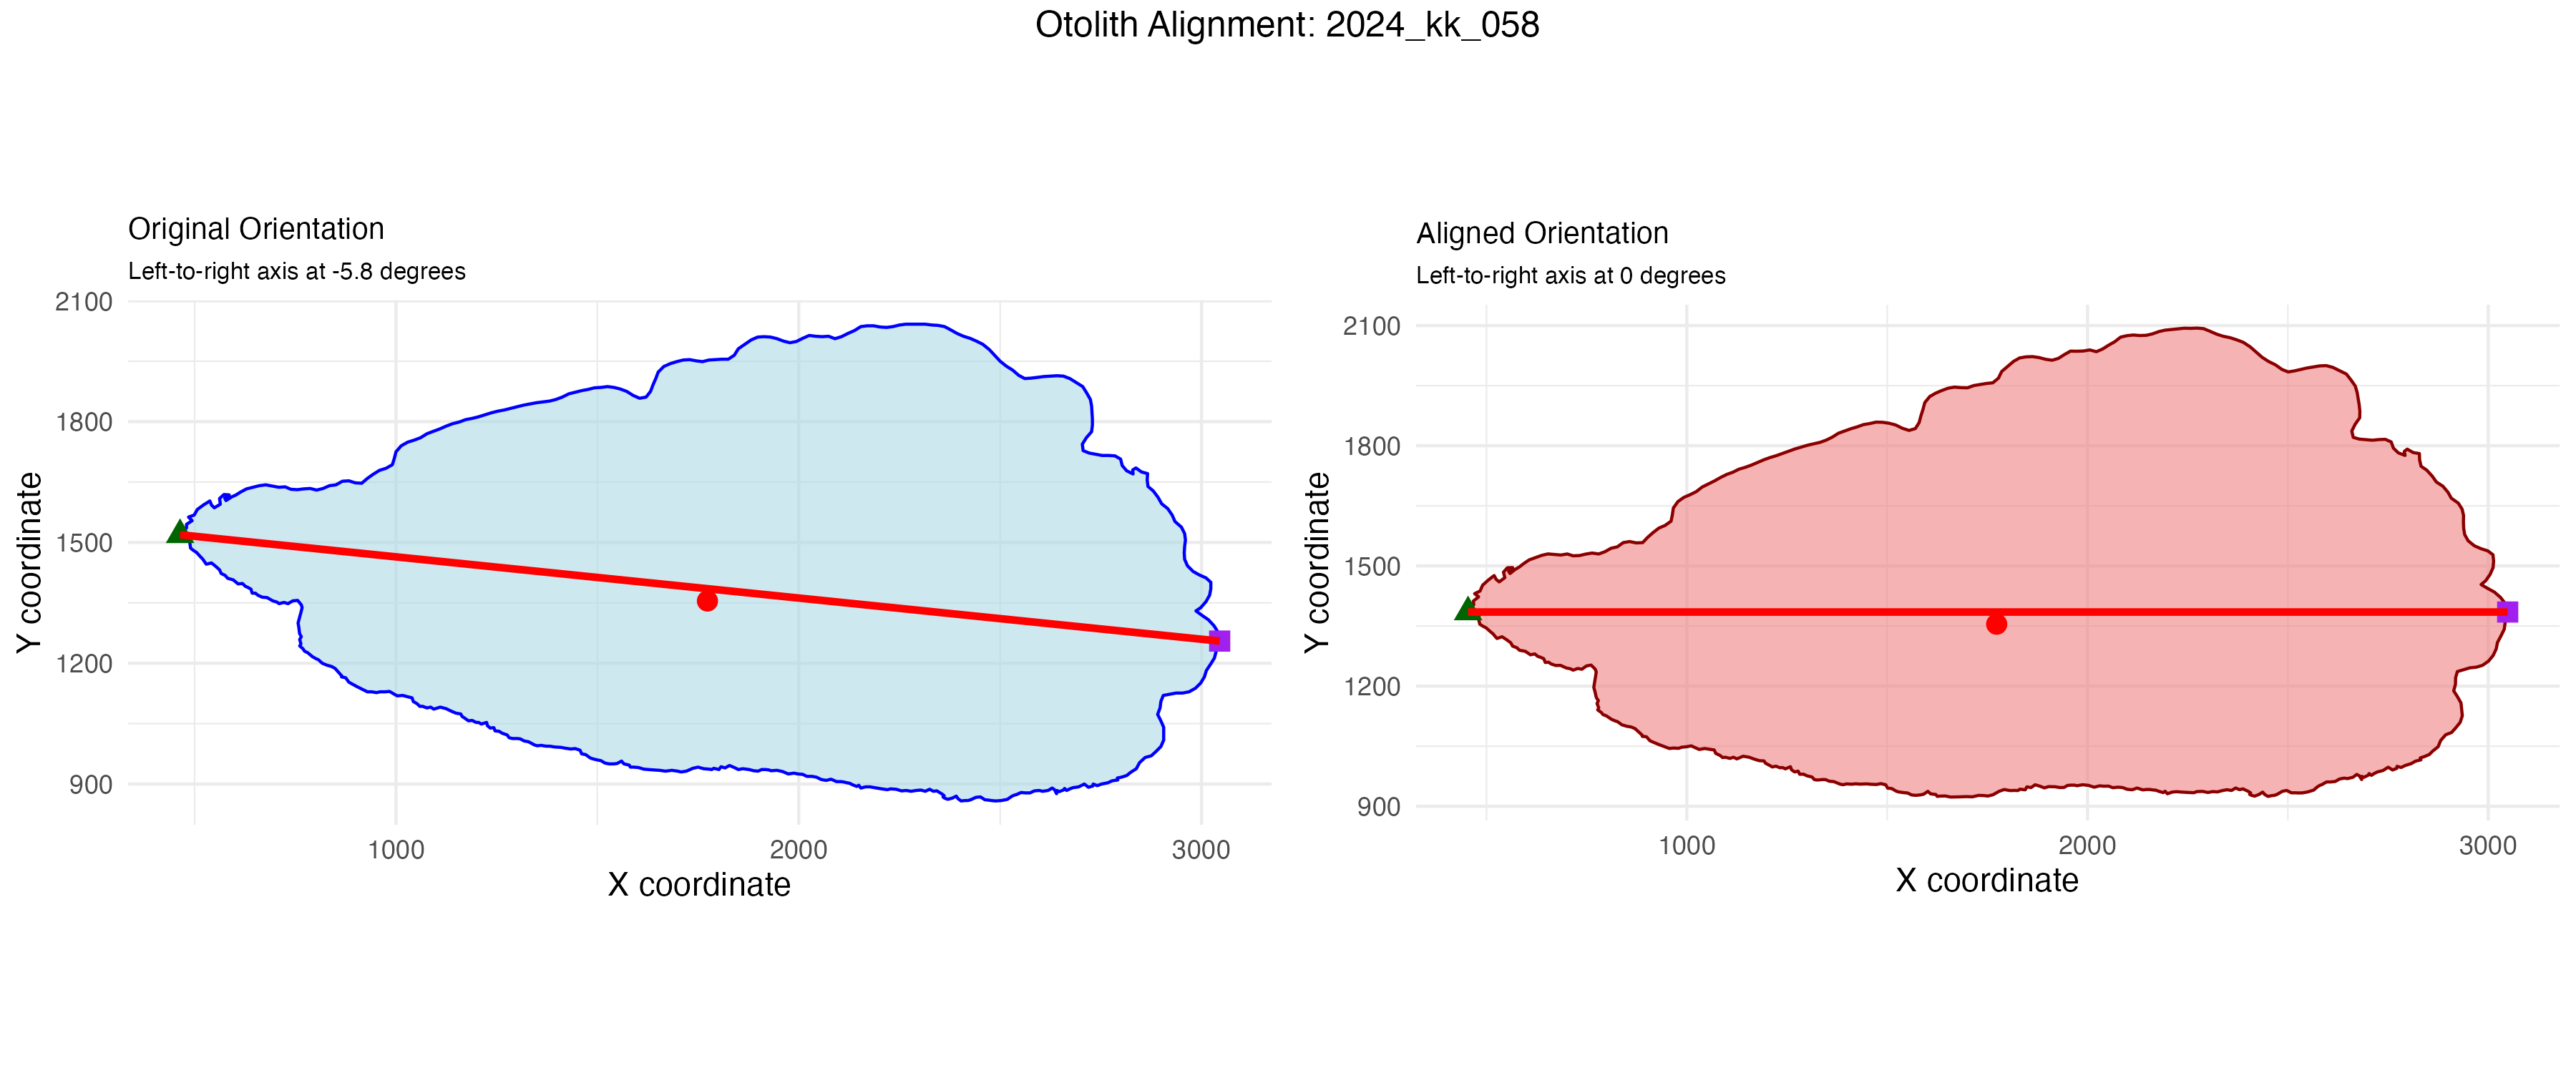 Otolith Alignment: 2024_kk_058
Original Orientation
Left-to-right axis at -5.8 degrees
2100
1800
1500
1200
900
Y coordinate
1000 2000 3000
X coordinate
Aligned Orientation
Left-to-right axis at 0 degrees
2100
1800
1500
1200
900
Y coordinate
1000 2000 3000
X coordinate